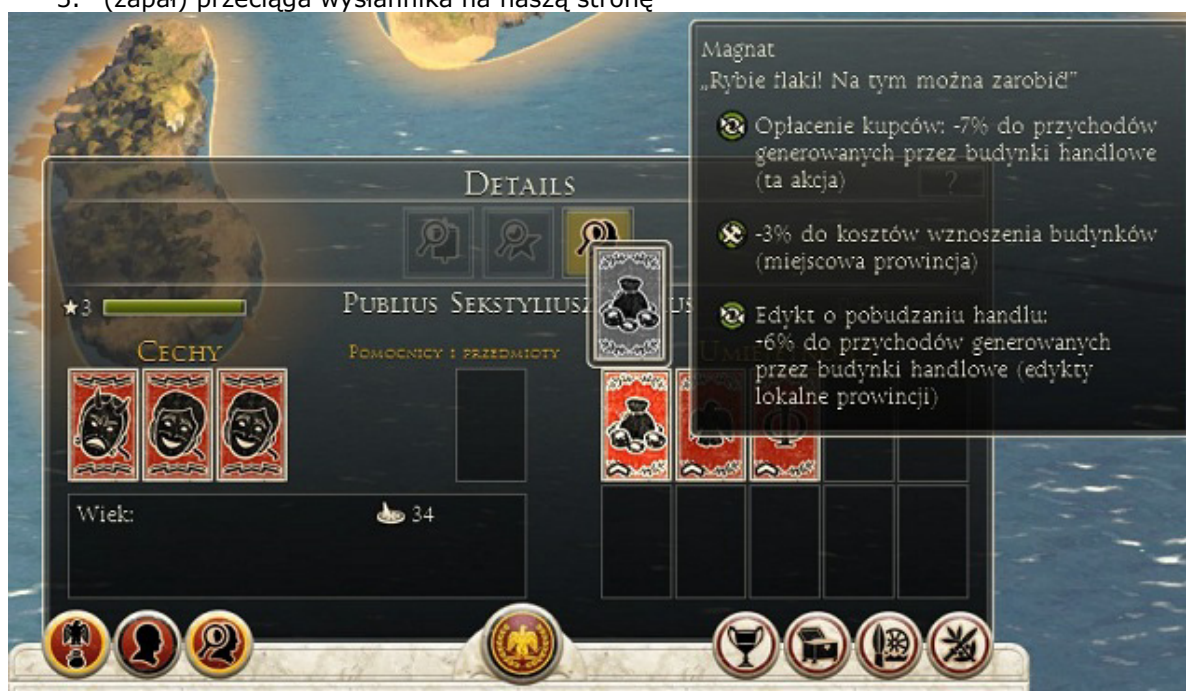 3. (zapał) przeciąga wysłannika na naszą stronę
Magnat
„Rybie flaki! Na tym można zarobić!”
Opłacenie kupców: -7% do przychodów
generowanych przez budynki handlowe
(ta akcja)
-3% do kosztów wznoszenia budynków
(miejscowa prowincja)
Edykt o pobudzaniu handlu:
-6% do przychodów generowanych
przez budynki handlowe (edykty
lokalne prowincji)
Details
?
3
Publius Sekstyliusz
Cechy
Pomocnicy i przedmioty
Wiek:
34